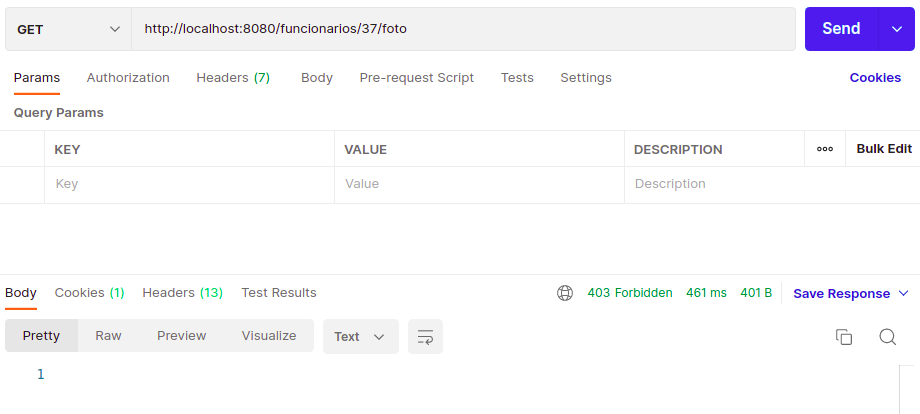 GET http://localhost:8080/funcionarios/37/foto Send
Params Authorization Headers (7) Body Pre-request Script Tests Settings Cookies
Query Params
KEY VALUE DESCRIPTION Bulk Edit
Key Value Description
Body Cookies (1) Headers (13) Test Results 403 Forbidden 461 ms 401 B Save Response
Pretty Raw Preview Visualize Text
1